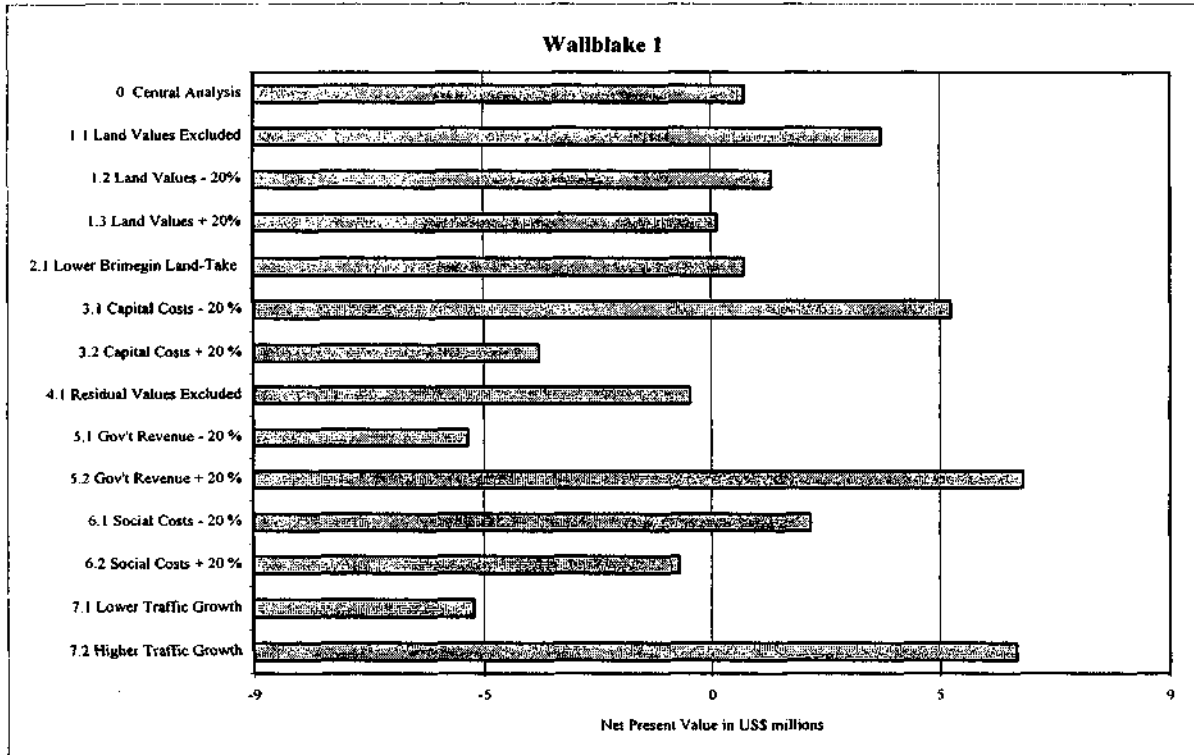 Wallblake 1
0 Central Analysis
1.1 Land Values Excluded
1.2 Land Values - 20%
1.3 Land Values + 20%
2.1 Lower Brimegin Land-Take
3.1 Capital Costs - 20 %
3.2 Capital Costs + 20 %
4.1 Residual Values Excluded
5.1 Gov't Revenue - 20 %
5.2 Gov't Revenue + 20 %
6.1 Social Costs - 20 %
6.2 Social Costs + 20 %
7.1 Lower Traffic Growth
7.2 Higher Traffic Growth
-9 -5 0 5 9
Net Present Value in US$ millions